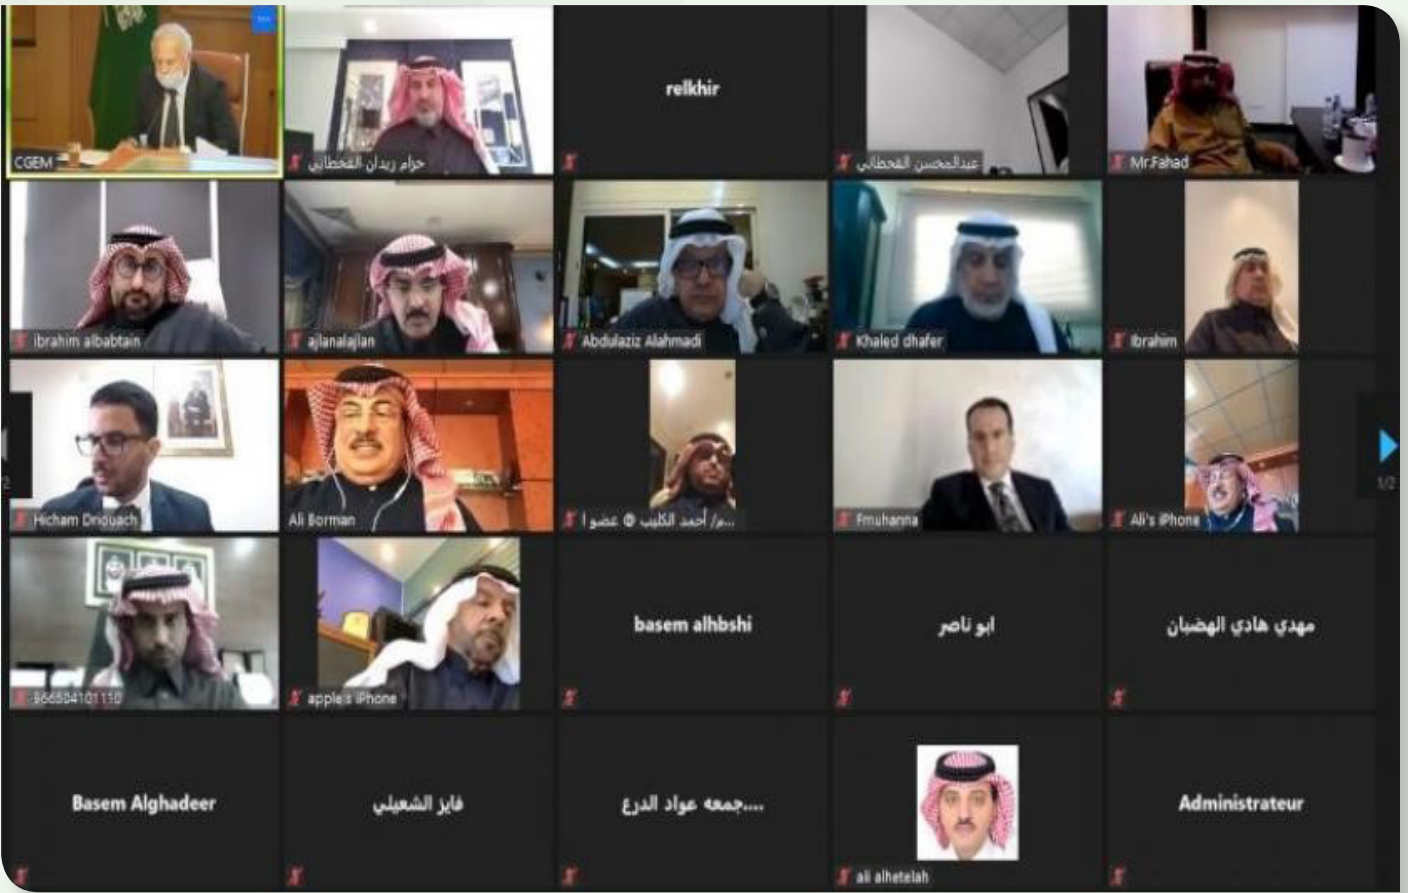 CGEM
حزام زيدان القحطاني
relkhir
عبدالمحسن القحطاني
Mr.Fahad
ibrahim albabtain
ajlanalajlan
Abdulaziz Alahmadi
Khaled dhafer
Ibrahim
Hicham Dnouach
Ali Borman
م/ أحمد الكليب @ عضو ا...
Fmuhanna
Ali's iPhone
1/2
966504101110
apple's iPhone
basem alhbshi
ابو ناصر
مهدي هادي الهضبان
Basem Alghadeer
فايز الشعيلي
جمعه عواد الدرع....
ali alhetelah
Administrateur